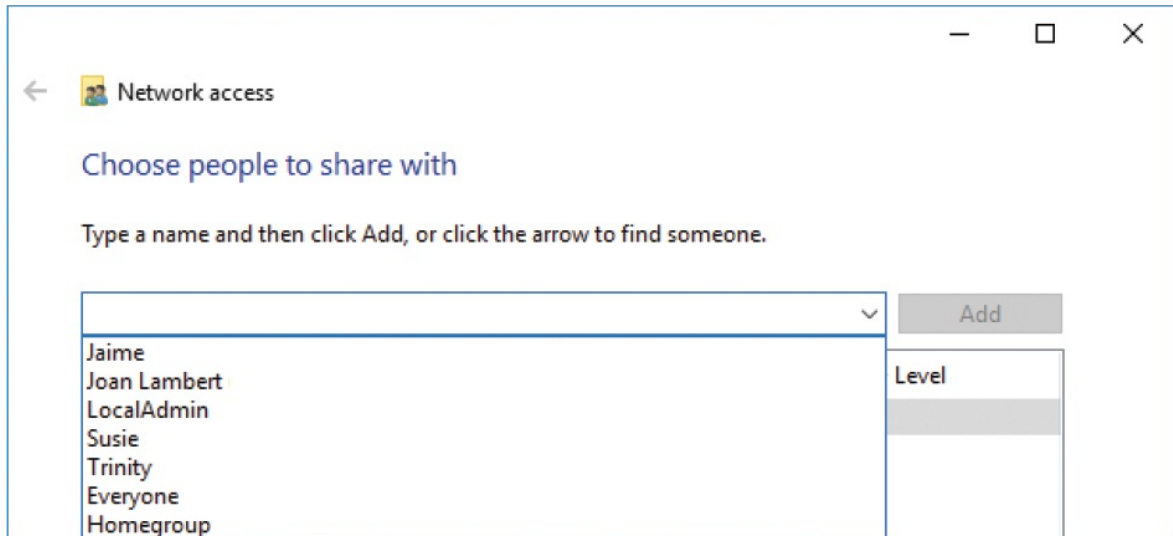 Network access
Choose people to share with
Type a name and then click Add, or click the arrow to find someone.
Add
Jaime
Joan Lambert
LocalAdmin
Susie
Trinity
Everyone
Homegroup
Level